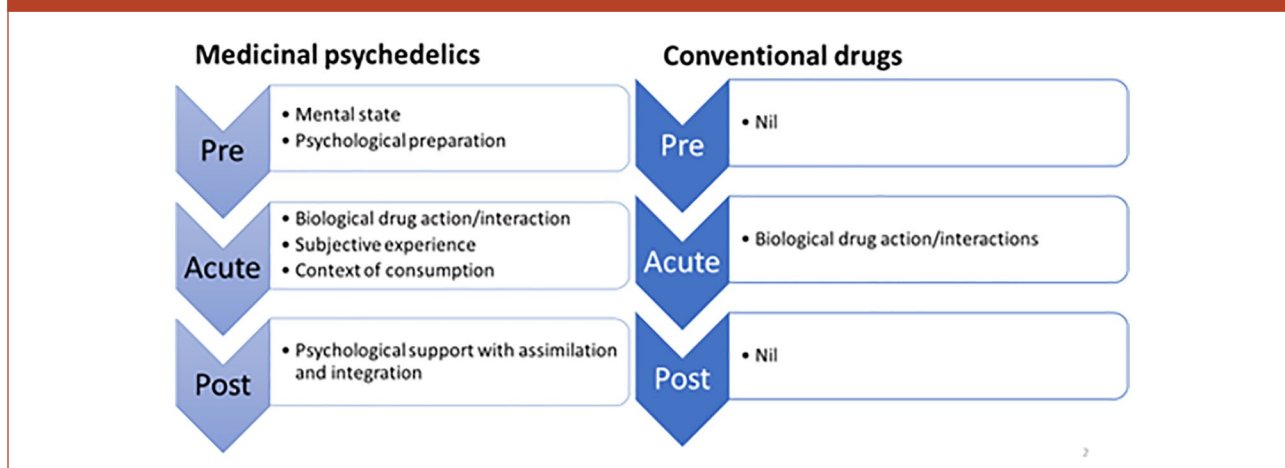 Medicinal psychedelics
Pre
• Mental state
• Psychological preparation
Acute
• Biological drug action/interaction
• Subjective experience
• Context of consumption
Post
• Psychological support with assimilation
and integration
Conventional drugs
Pre
• Nil
Acute
• Biological drug action/interactions
Post
• Nil
2